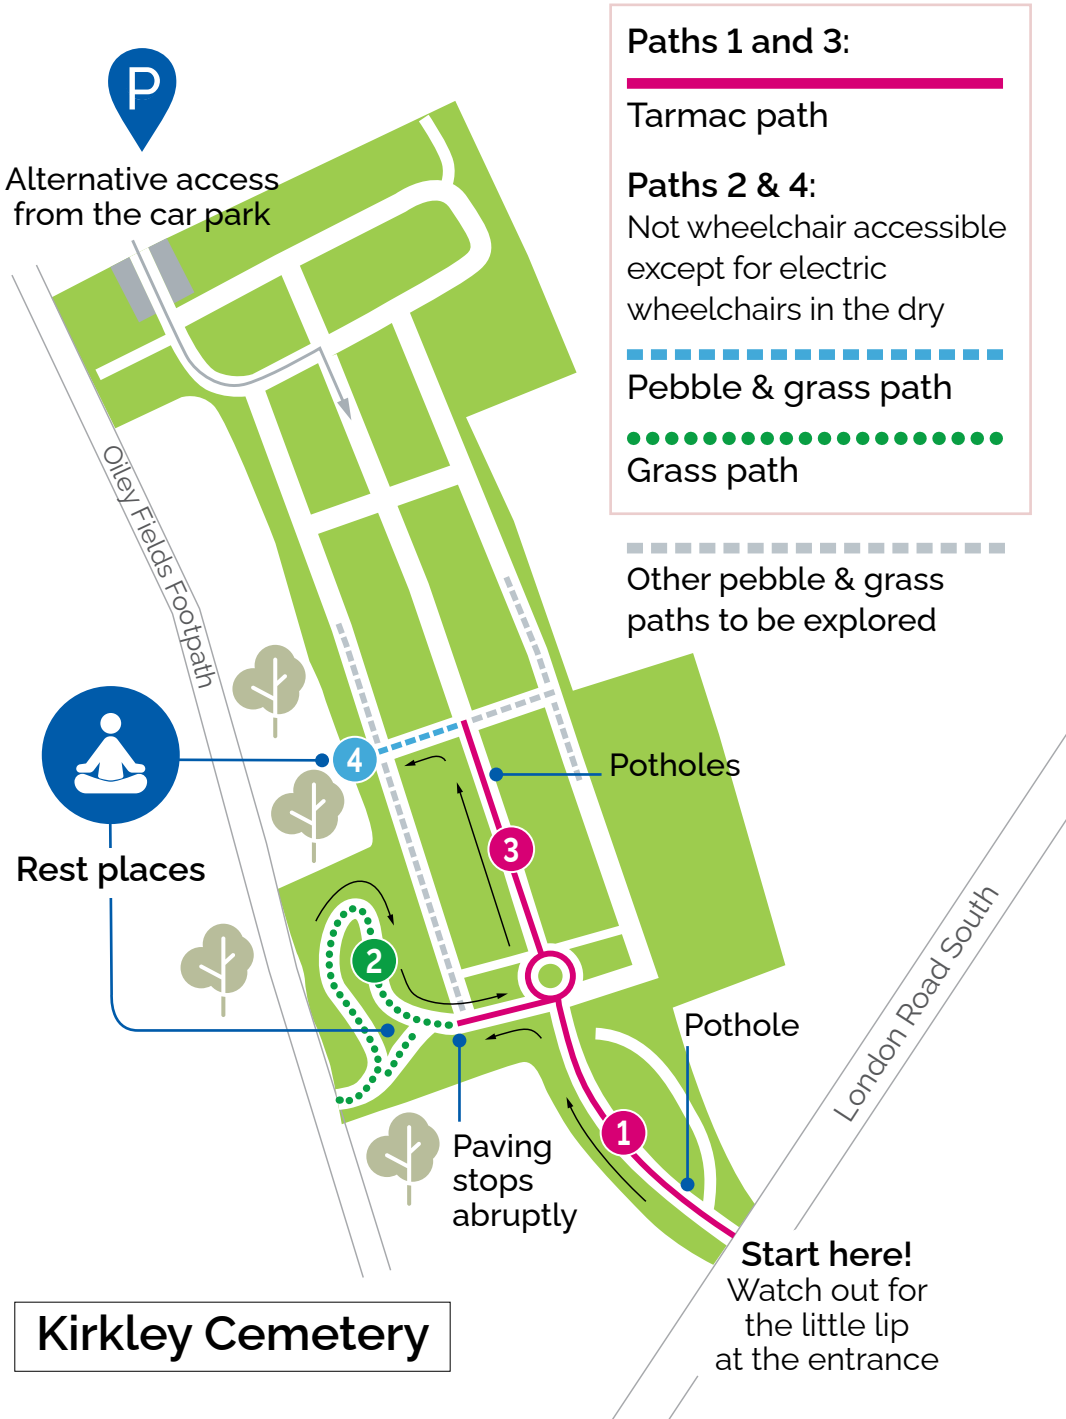 P
Alternative access
from the car park
Paths 1 and 3:
Tarmac path
Paths 2 & 4:
Not wheelchair accessible
except for electric
wheelchairs in the dry
Pebble & grass path
Grass path
Other pebble & grass
paths to be explored
Oiley Fields Footpath
4
Potholes
3
Rest places
2
London Road South
Pothole
1
Paving
stops
abruptly
Start here!
Watch out for
the little lip
at the entrance
Kirkley Cemetery